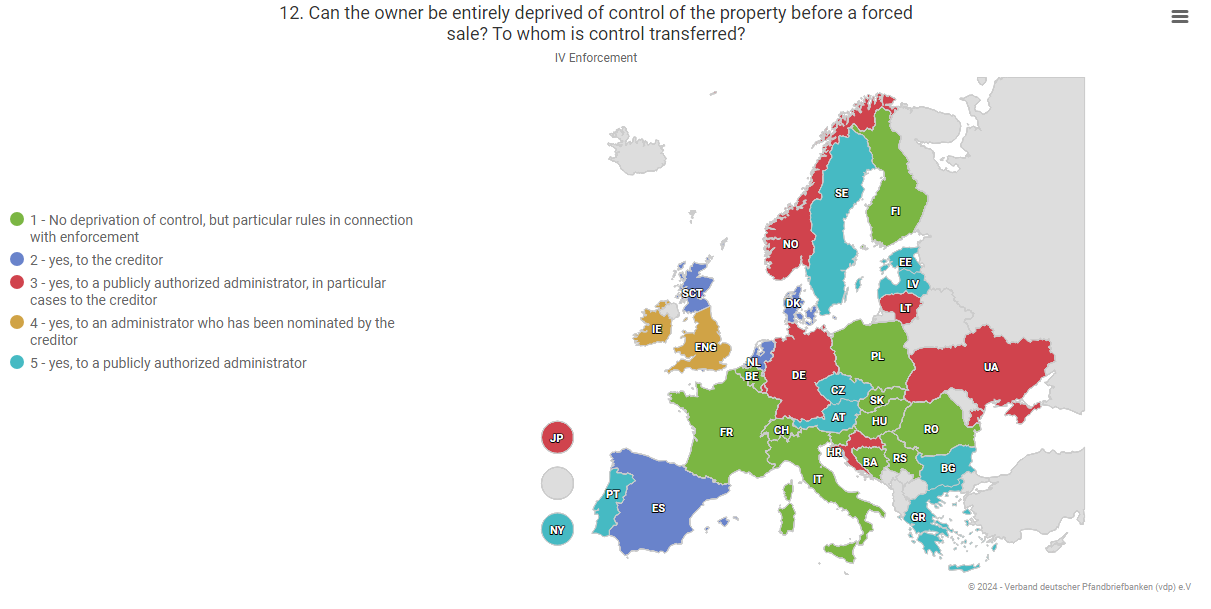 12. Can the owner be entirely deprived of control of the property before a forced
sale? To whom is control transferred?
IV Enforcement
1 - No deprivation of control, but particular rules in connection
with enforcement
2 - yes, to the creditor
3 - yes, to a publicly authorized administrator, in particular
cases to the creditor
4 - yes, to an administrator who has been nominated by the
creditor
5 - yes, to a publicly authorized administrator
SE
FI
NO
EE
LV
LT
SCT
DK
IE
ENG
NL
BE
DE
PL
UA
CZ
SK
AT
HU
FR
CH
RO
HR
BA
RS
BG
IT
PT
ES
GR
JP
NY
© 2024 - Verband deutscher Pfandbriefbanken (vdp) e.V